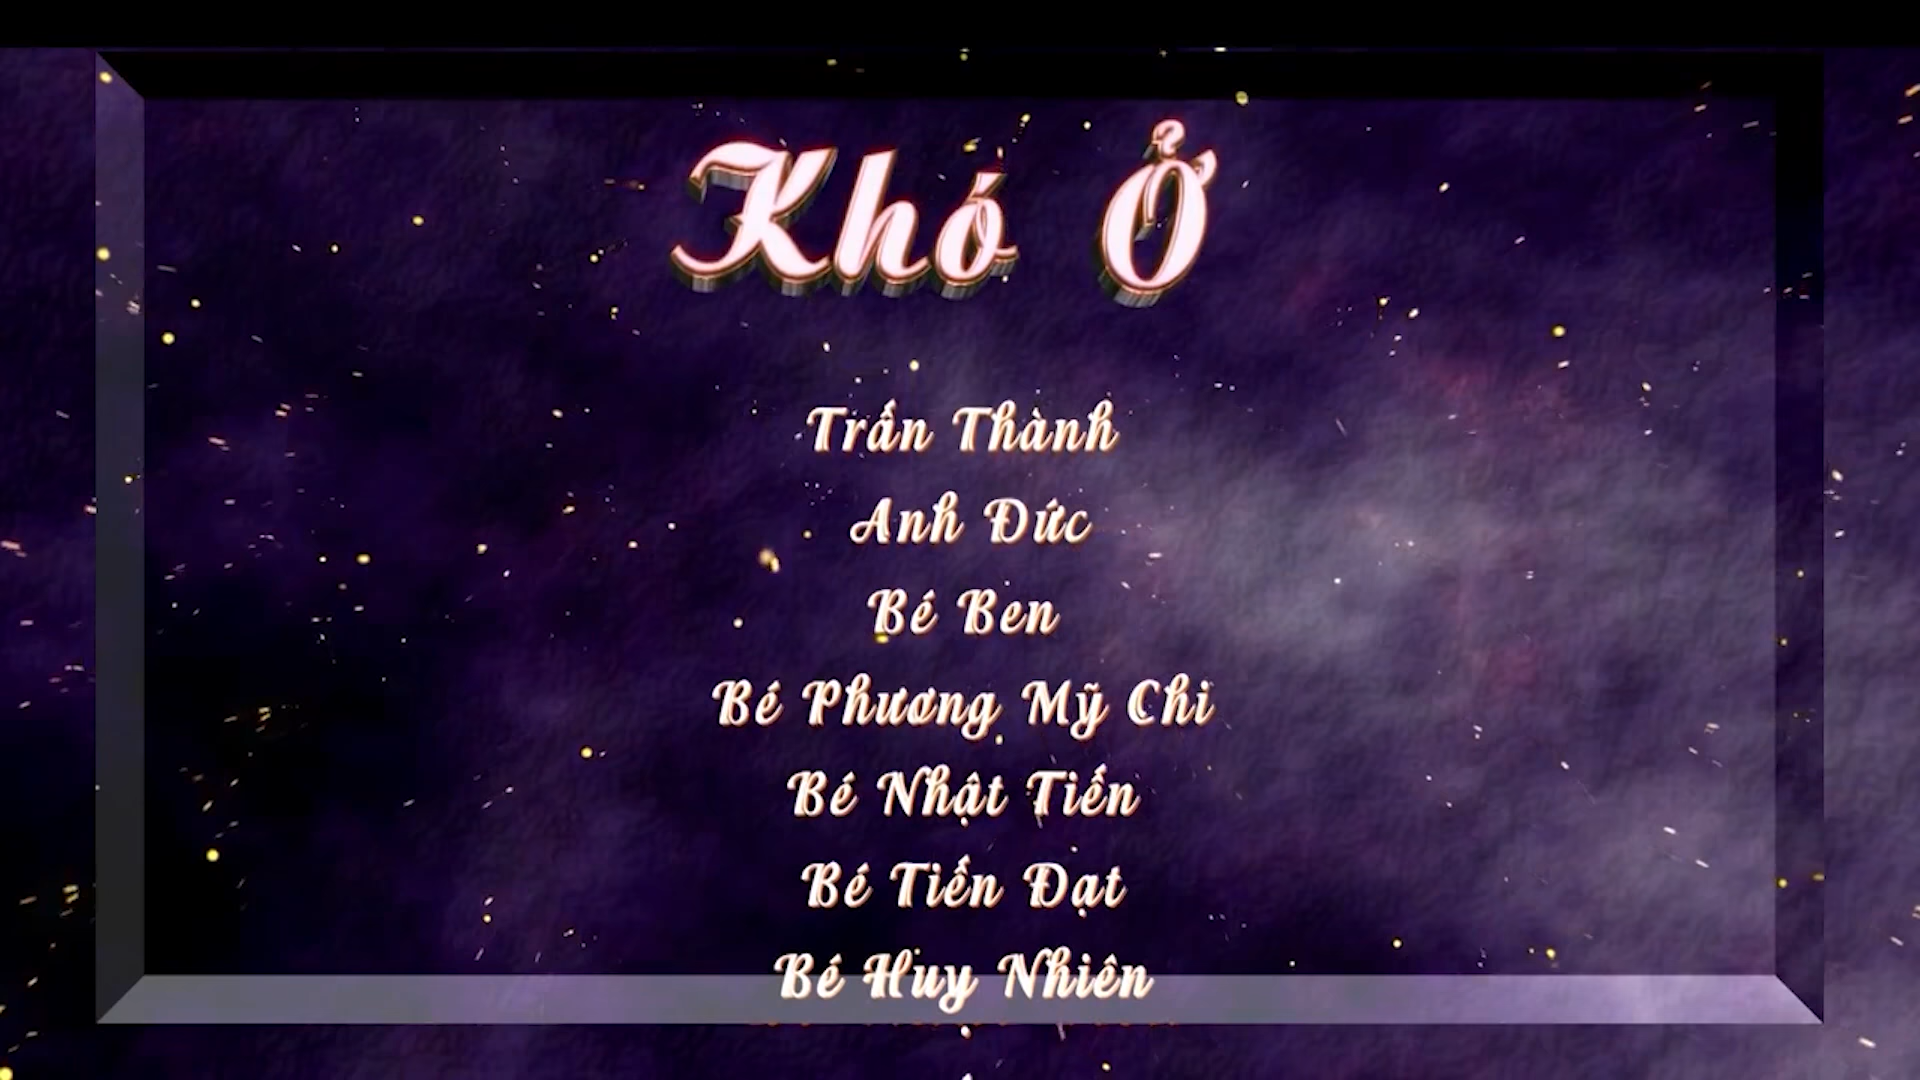 Khó Ở
Trấn Thành
Anh Đức
Bé Ben
Bé Phương Mỹ Chi
Bé Nhật Tiến
Bé Tiến Đạt
Bé Huy Nhiên